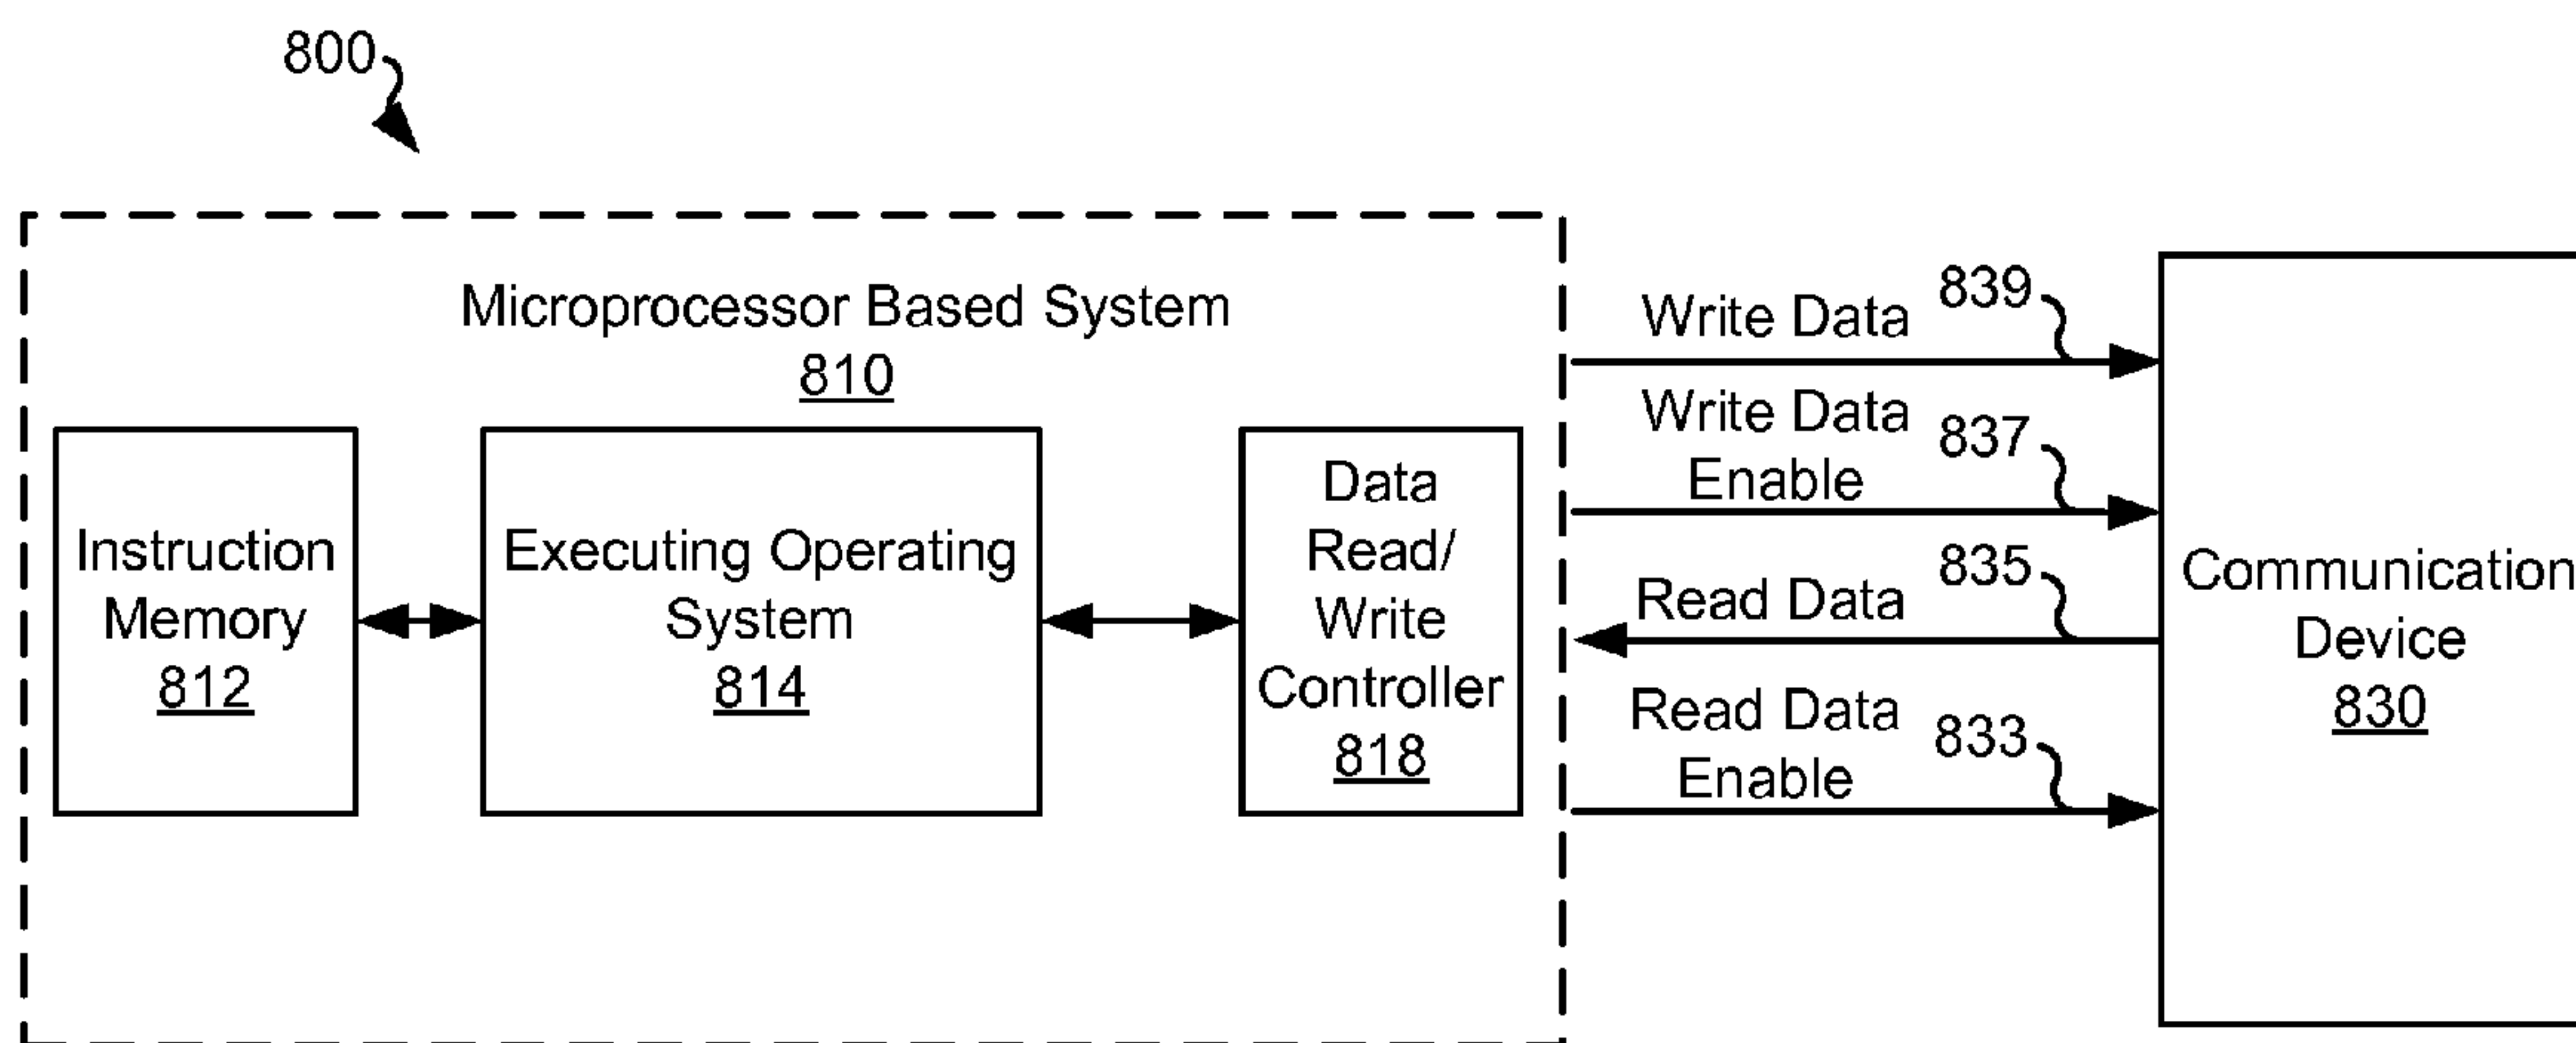 800
Microprocessor Based System
810
Instruction
Memory
812
Executing Operating
System
814
Data
Read/
Write
Controller
818
Write Data
839
Write Data
Enable
837
Read Data
835
Read Data
Enable
833
Communication
Device
830